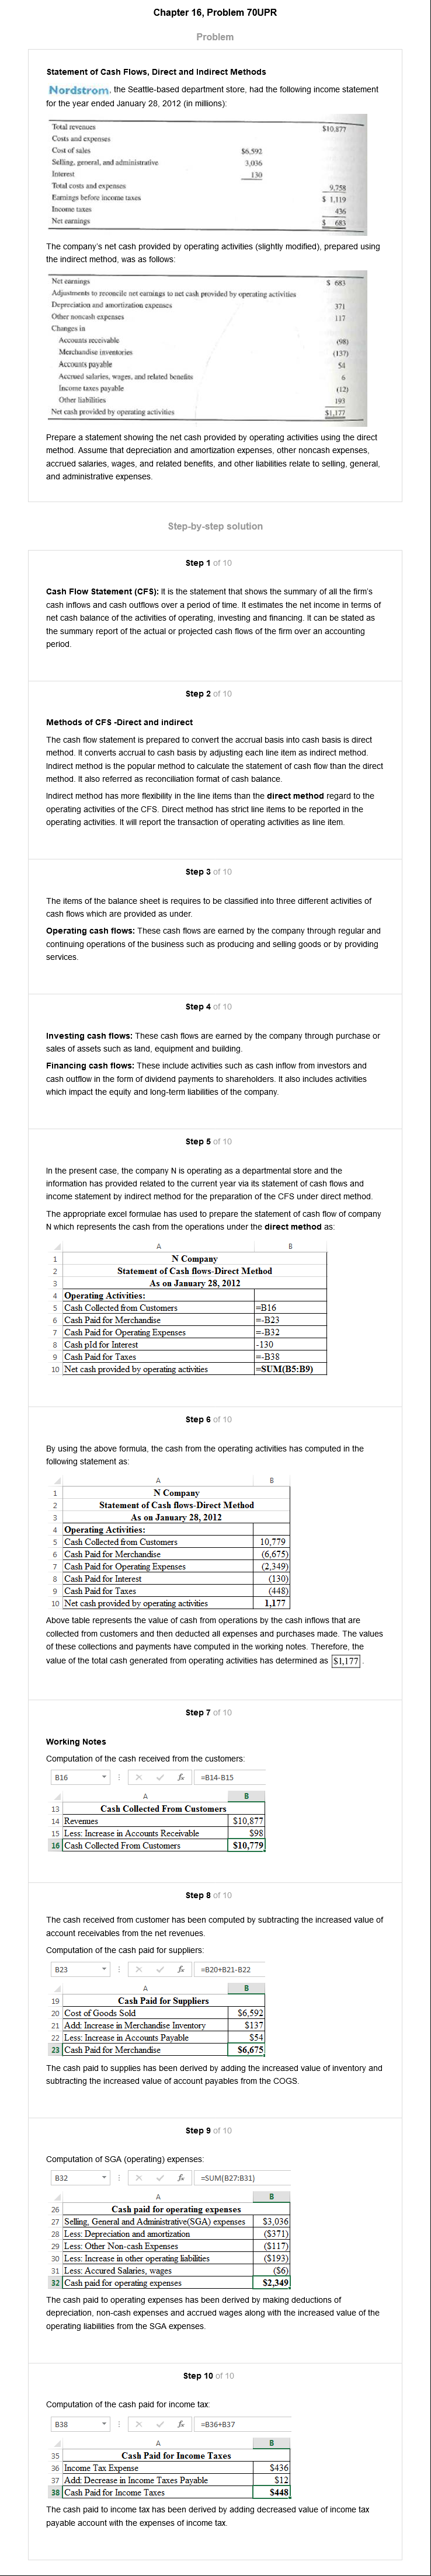 Chapter 16, Problem 70UPR
Problem
Statement of Cash Flows, Direct and Indirect Methods
Nordstrom, the Seattle-based department store, had the following income statement
for the year ended January 28, 2012 (in millions):
Total revenues $10,877
Costs and expenses
Cost of sales $6,592
Selling, general, and administrative 3,036
Interest 130
Total costs and expenses 9,758
Earnings before income taxes $ 1,119
Income taxes 436
Net earnings $ 683
The company's net cash provided by operating activities (slightly modified), prepared using
the indirect method, was as follows:
Net earnings $ 683
Adjustments to reconcile net earnings to net cash provided by operating activities
Depreciation and amortization expenses 371
Other noncash expenses 117
Changes in
Accounts receivable (98)
Merchandise inventories (137)
Accounts payable 54
Accrued salaries, wages, and related benefits 6
Income taxes payable (12)
Other liabilities 193
Net cash provided by operating activities $1,177
Prepare a statement showing the net cash provided by operating activities using the direct
method. Assume that depreciation and amortization expenses, other noncash expenses,
accrued salaries, wages, and related benefits, and other liabilities relate to selling, general,
and administrative expenses.
Step-by-step solution
Step 1 of 10
Cash Flow Statement (CFS): It is the statement that shows the summary of all the firm's
cash inflows and cash outflows over a period of time. It estimates the net income in terms of
net cash balance of the activities of operating, investing and financing. It can be stated as
the summary report of the actual or projected cash flows of the firm over an accounting
period.
Step 2 of 10
Methods of CFS -Direct and indirect
The cash flow statement is prepared to convert the accrual basis into cash basis is direct
method. It converts accrual to cash basis by adjusting each line item as indirect method.
Indirect method is the popular method to calculate the statement of cash flow than the direct
method. It also referred as reconciliation format of cash balance.
Indirect method has more flexibility in the line items than the direct method regard to the
operating activities of the CFS. Direct method has strict line items to be reported in the
operating activities. It will report the transaction of operating activities as line item.
Step 3 of 10
The items of the balance sheet is requires to be classified into three different activities of
cash flows which are provided as under.
Operating cash flows: These cash flows are earned by the company through regular and
continuing operations of the business such as producing and selling goods or by providing
services.
Step 4 of 10
Investing cash flows: These cash flows are earned by the company through purchase or
sales of assets such as land, equipment and building.
Financing cash flows: These include activities such as cash inflow from investors and
cash outflow in the form of dividend payments to shareholders. It also includes activities
which impact the equity and long-term liabilities of the company.
Step 5 of 10
In the present case, the company N is operating as a departmental store and the
information has provided related to the current year via its statement of cash flows and
income statement by indirect method for the preparation of the CFS under direct method.
The appropriate excel formulae has used to prepare the statement of cash flow of company
N which represents the cash from the operations under the direct method as:
A B
1 N Company
2 Statement of Cash flows-Direct Method
3 As on January 28, 2012
4 Operating Activities:
5 Cash Collected from Customers =B16
6 Cash Paid for Merchandise =-B23
7 Cash Paid for Operating Expenses =-B32
8 Cash pId for Interest -130
9 Cash Paid for Taxes =-B38
10 Net cash provided by operating activities =SUM(B5:B9)
Step 6 of 10
By using the above formula, the cash from the operating activities has computed in the
following statement as:
A B
1 N Company
2 Statement of Cash flows-Direct Method
3 As on January 28, 2012
4 Operating Activities:
5 Cash Collected from Customers 10,779
6 Cash Paid for Merchandise (6,675)
7 Cash Paid for Operating Expenses (2,349)
8 Cash Paid for Interest (130)
9 Cash Paid for Taxes (448)
10 Net cash provided by operating activities 1,177
Above table represents the value of cash from operations by the cash inflows that are
collected from customers and then deducted all expenses and purchases made. The values
of these collections and payments have computed in the working notes. Therefore, the
value of the total cash generated from operating activities has determined as $1,177 .
Step 7 of 10
Working Notes
Computation of the cash received from the customers:
B16 fx =B14-B15
A B
13 Cash Collected From Customers
14 Revenues $10,877
15 Less: Increase in Accounts Receivable $98
16 Cash Collected From Customers $10,779
Step 8 of 10
The cash received from customer has been computed by subtracting the increased value of
account receivables from the net revenues.
Computation of the cash paid for suppliers:
B23 fx =B20+B21-B22
A B
19 Cash Paid for Suppliers
20 Cost of Goods Sold $6,592
21 Add: Increase in Merchandise Inventory $137
22 Less: Increase in Accounts Payable $54
23 Cash Paid for Merchandise $6,675
The cash paid to supplies has been derived by adding the increased value of inventory and
subtracting the increased value of account payables from the COGS.
Step 9 of 10
Computation of SGA (operating) expenses:
B32 fx =SUM(B27:B31)
A B
26 Cash paid for operating expenses
27 Selling, General and Administrative(SGA) expenses $3,036
28 Less: Depreciation and amortization ($371)
29 Less: Other Non-cash Expenses ($117)
30 Less: Increase in other operating liabilities ($193)
31 Less: Accured Salaries, wages ($6)
32 Cash paid for operating expenses $2,349
The cash paid to operating expenses has been derived by making deductions of
depreciation, non-cash expenses and accrued wages along with the increased value of the
operating liabilities from the SGA expenses.
Step 10 of 10
Computation of the cash paid for income tax:
B38 fx =B36+B37
A B
35 Cash Paid for Income Taxes
36 Income Tax Expense $436
37 Add: Decrease in Income Taxes Payable $12
38 Cash Paid for Income Taxes $448
The cash paid to income tax has been derived by adding decreased value of income tax
payable account with the expenses of income tax.